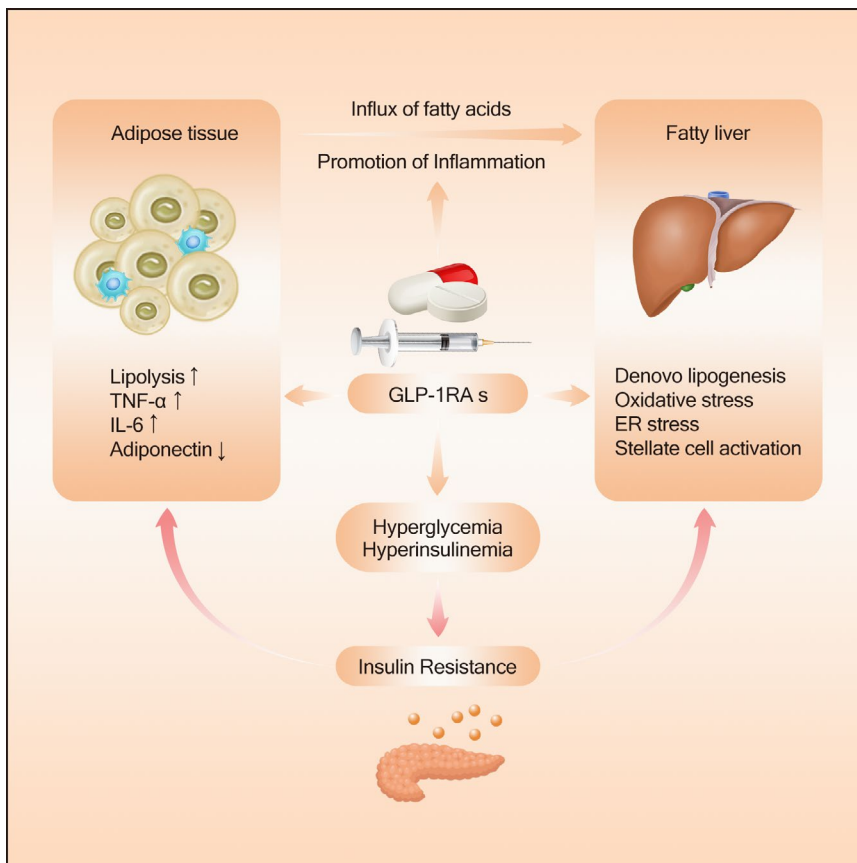 Influx of fatty acids
Promotion of Inflammation
Adipose tissue
Lipolysis ↑
TNF-α ↑
IL-6 ↑
Adiponectin ↓
Fatty liver
Denovo lipogenesis
Oxidative stress
ER stress
Stellate cell activation
GLP-1RA s
Hyperglycemia
Hyperinsulinemia
Insulin Resistance